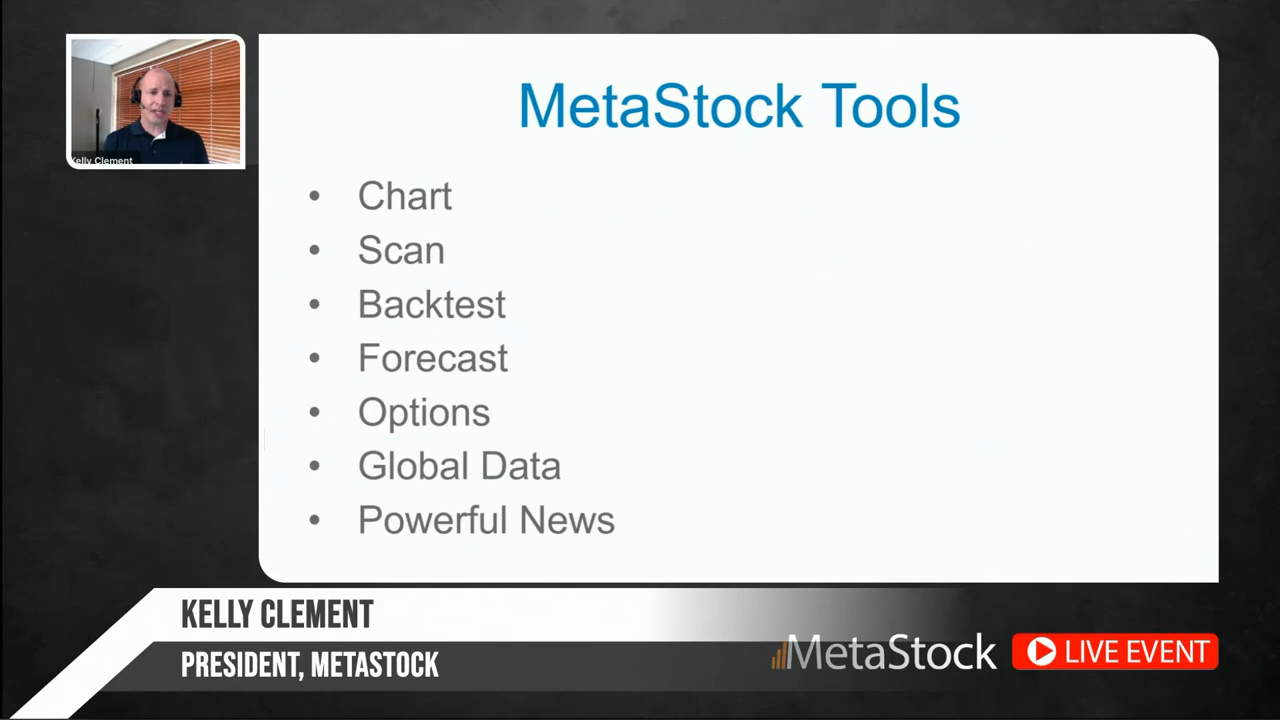 MetaStock Tools
Kelly Clement
• Chart
• Scan
• Backtest
• Forecast
• Options
• Global Data
• Powerful News
KELLY CLEMENT
PRESIDENT, METASTOCK
MetaStock
LIVE EVENT